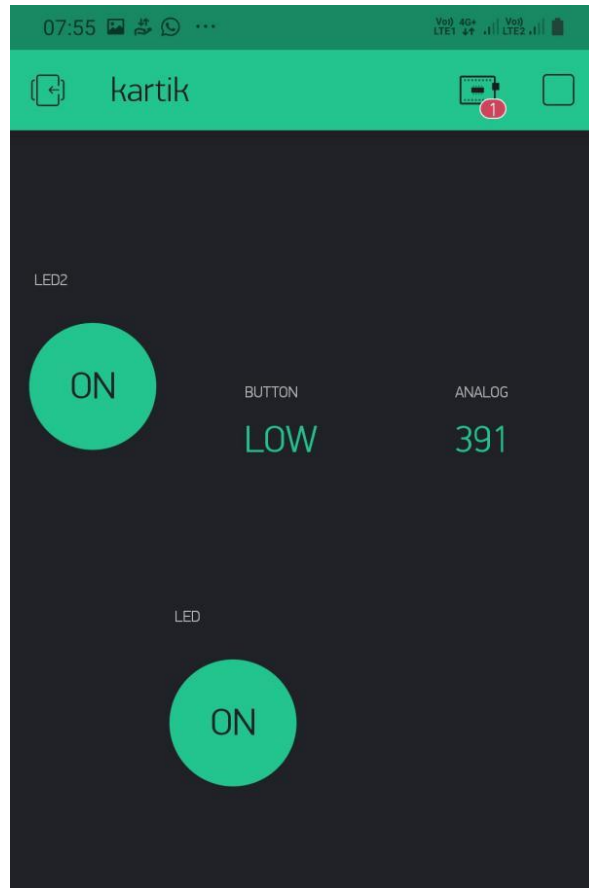 07:55 ...
Vo)) 4G+ Vo))
LTE1 LTE2
kartik
1
LED2
ON
BUTTON ANALOG
LOW 391
LED
ON